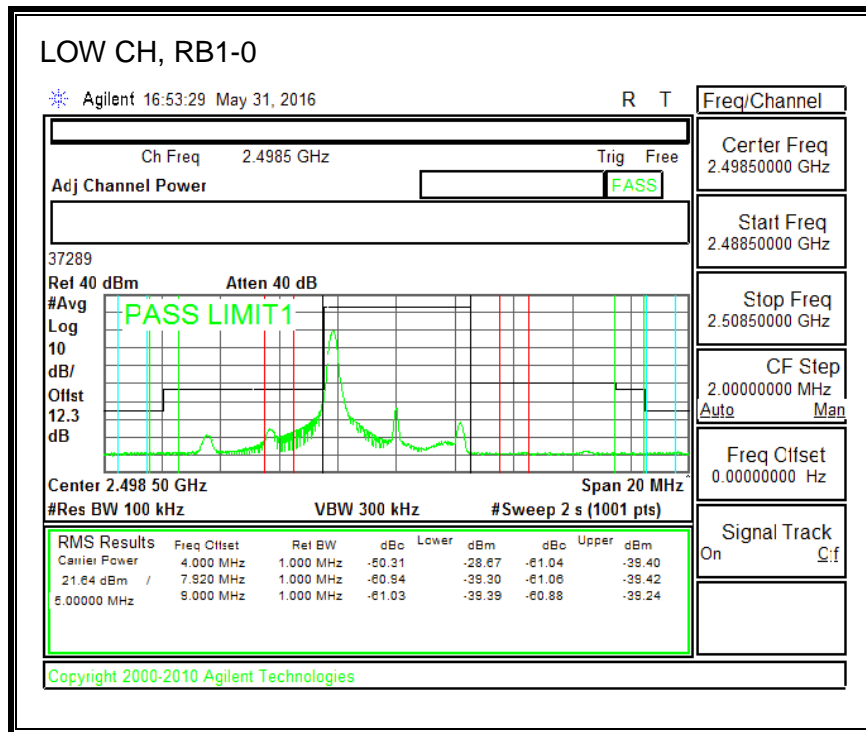 LOW CH, RB1-0
Agilent 16:53:29 May 31, 2016 R T
Freq/Channel
Ch Freq 2.4985 GHz Trig Free
Adj Channel Power PASS
Center Freq
2.49850000 GHz
Start Freq
2.48850000 GHz
Stop Freq
2.50850000 GHz
CF Step
2.00000000 MHz
Auto Man
Freq Offset
0.00000000 Hz
Signal Track
On Off
37289
Ref 40 dBm Atten 40 dB
#Avg
Log
10
dB/
Offst
12.3
dB
PASS LIMIT1
Center 2.498 50 GHz Span 20 MHz
#Res BW 100 kHz VBW 300 kHz #Sweep 2 s (1001 pts)
RMS Results Freq Offset Ref BW dBc Lower dBm dBc Upper dBm
Carrier Power 4.000 MHz 1.000 MHz -50.31 -28.67 -61.04 -39.40
21.64 dBm / 7.920 MHz 1.000 MHz -60.94 -39.30 -61.06 -39.42
5.00000 MHz 9.000 MHz 1.000 MHz -61.03 -39.39 -60.88 -39.24
Copyright 2000-2010 Agilent Technologies